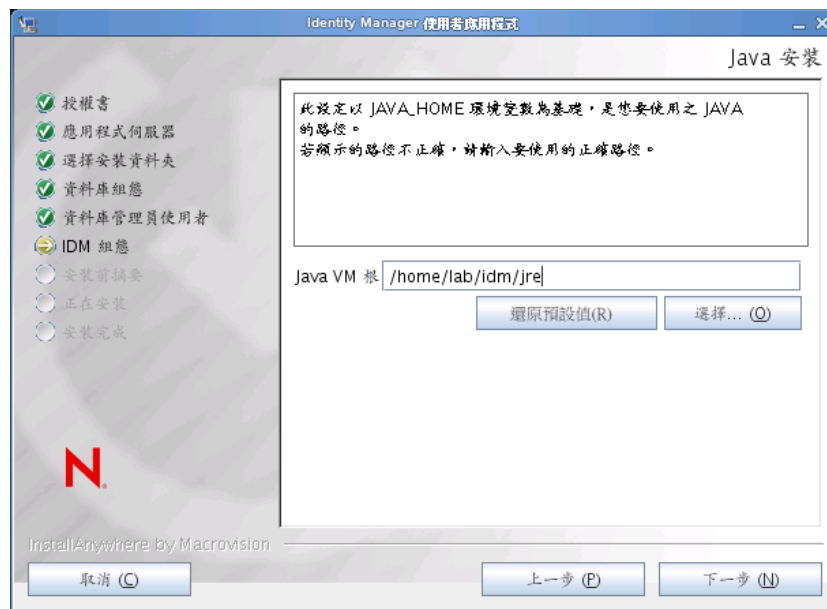 Identity Manager 使用者應用程式
Java 安裝
授權書
應用程式伺服器
選擇安裝資料夾
資料庫組態
資料庫管理員使用者
IDM 組態
安裝前摘要
正在安裝
安裝完成
此設定以 JAVA_HOME 環境變數為基礎，是您要使用之 JAVA
的路徑。
若顯示的路徑不正確，請輸入要使用的正確路徑。
Java VM 根 /home/lab/idm/jre
還原預設值(R)
選擇... (O)
N
InstallAnywhere by Macrovision
取消 (C)
上一步 (P)
下一步 (N)